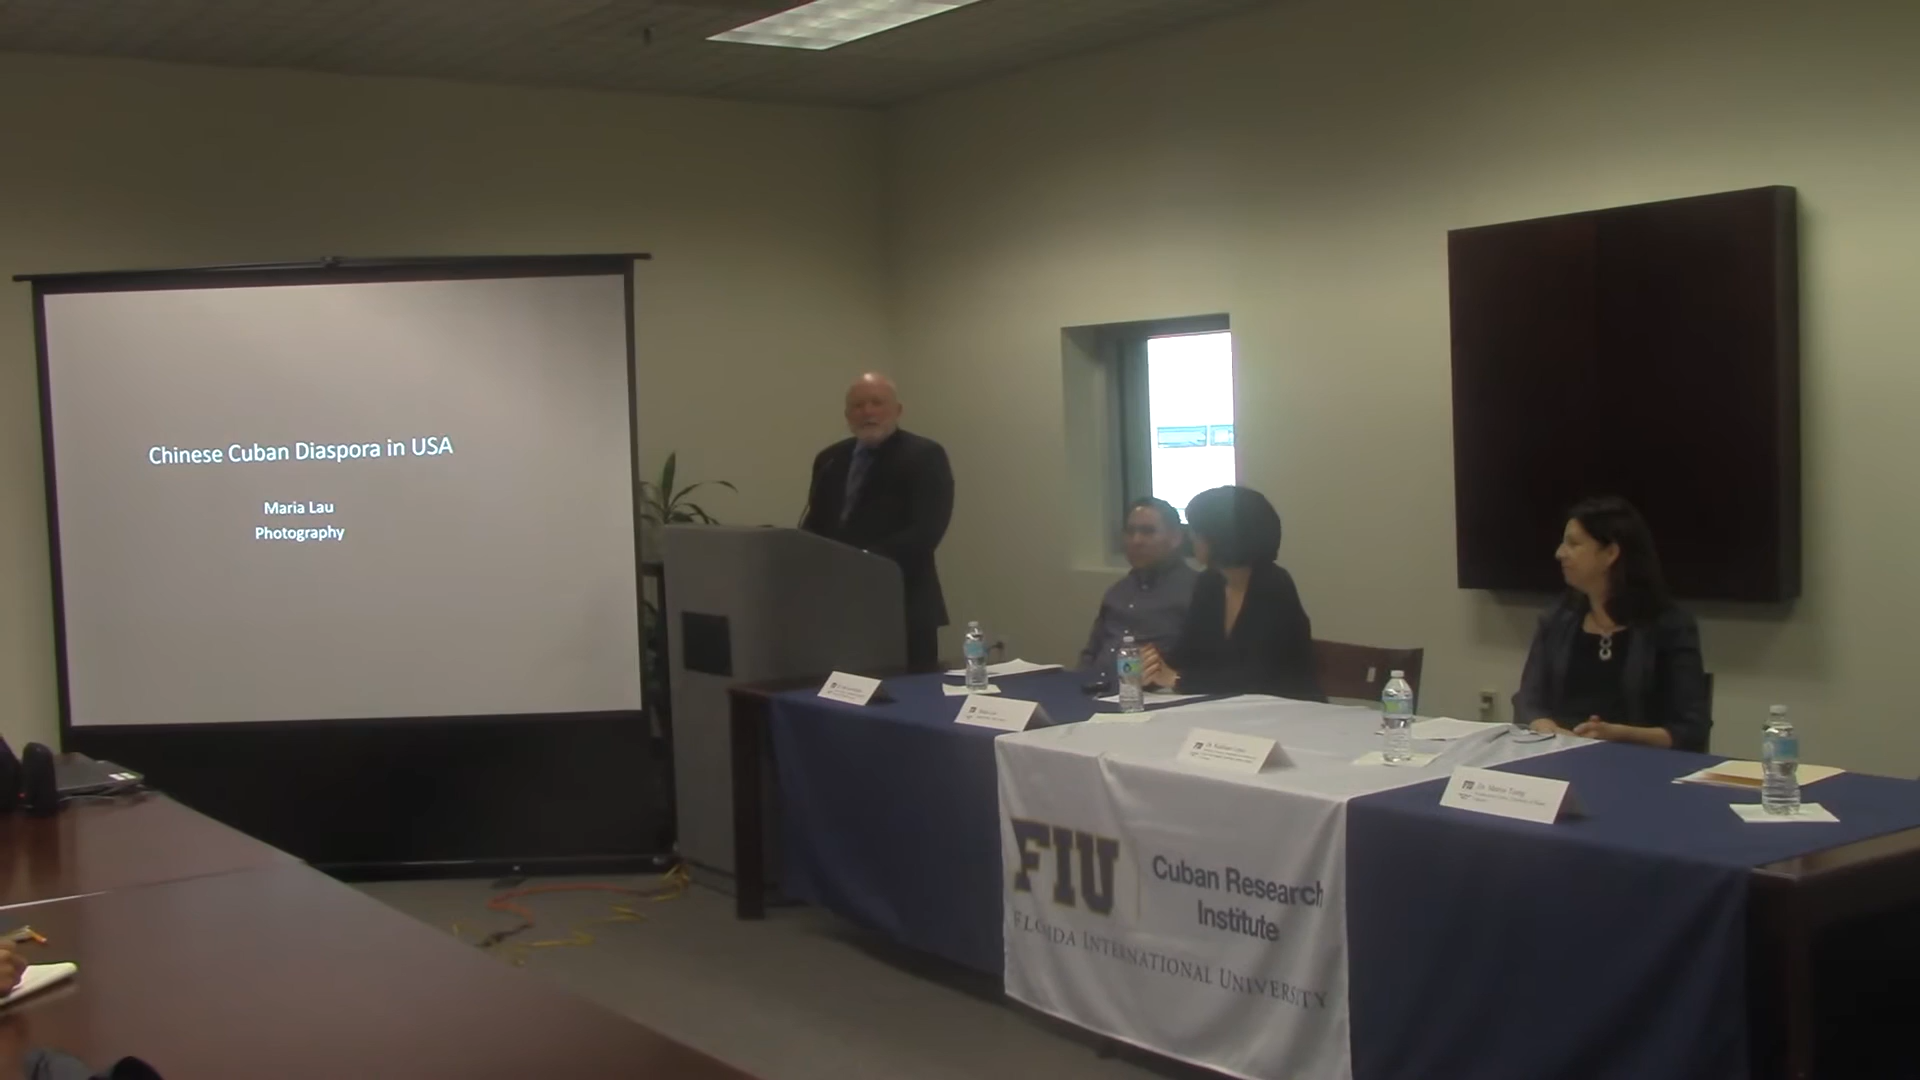 Chinese Cuban Diaspora in USA
Maria Lau
Photography
FIU
Cuban Research
Institute
FLORIDA INTERNATIONAL UNIVERSITY